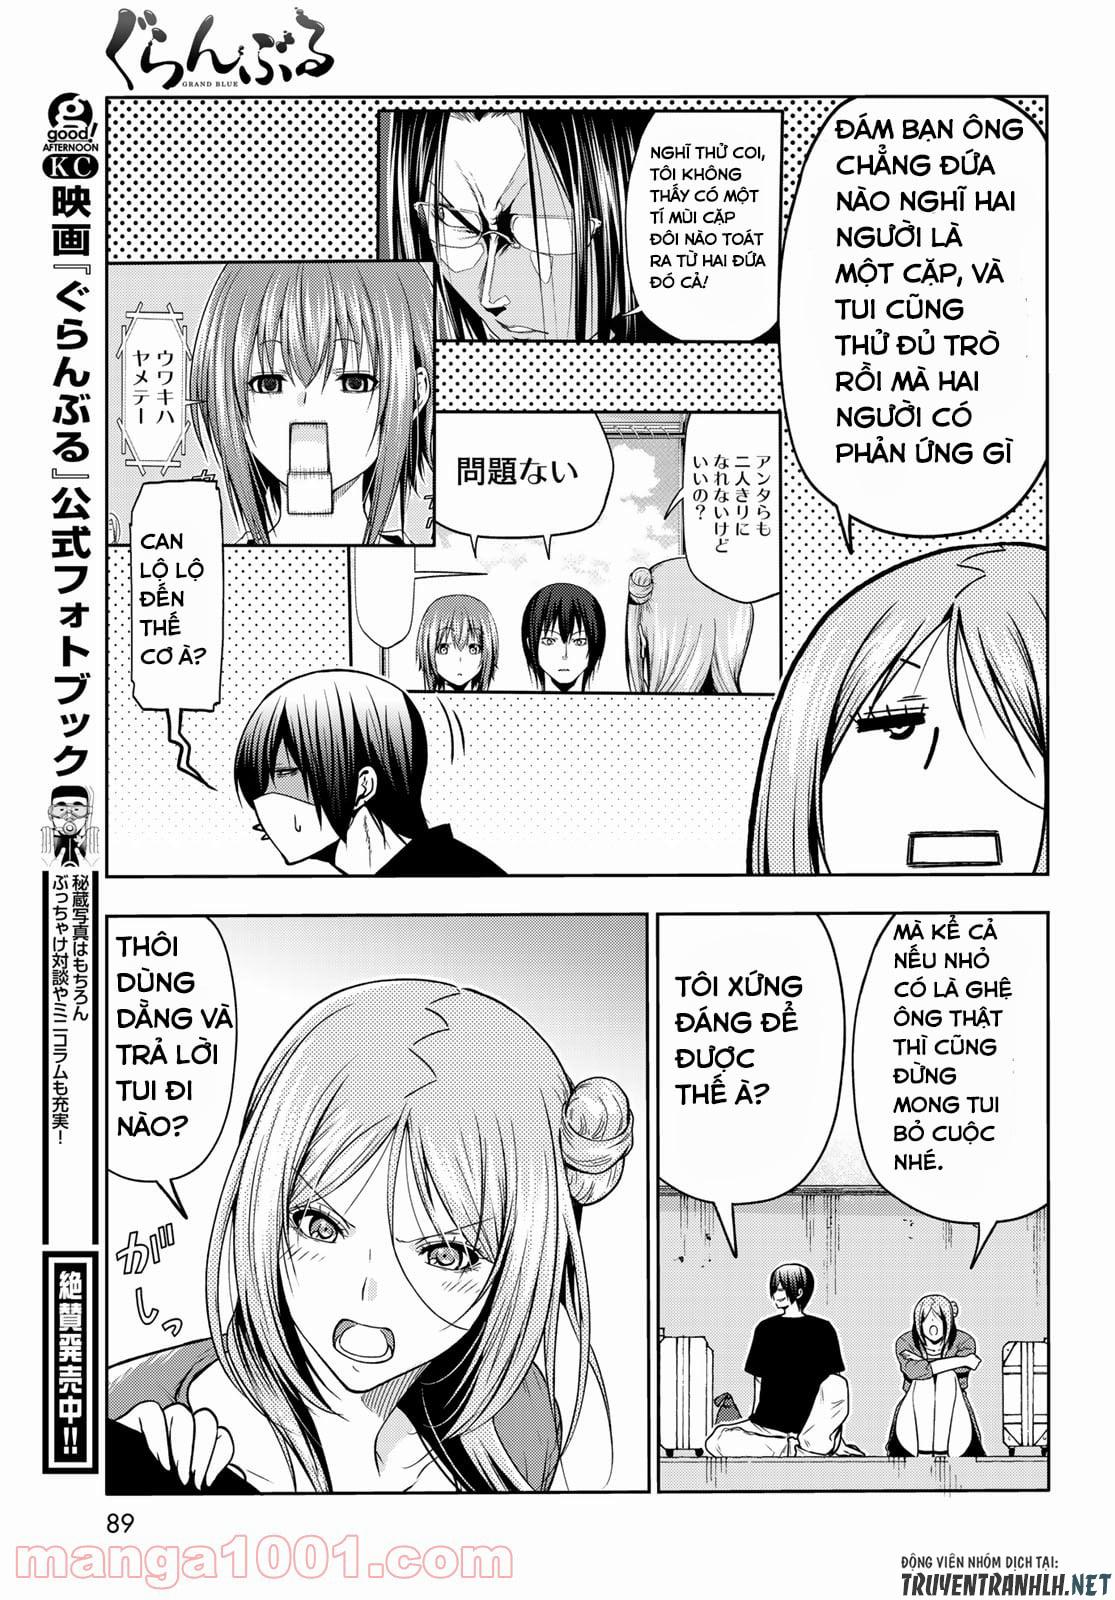 ぐらんぶる
GRAND BLUE
good!
AFTERNOON
KC
映画『ぐらんぶる』公式フォトブック
秘蔵写真はもちろん
ぶっちゃけ対談やミニコラムも充実!
絶賛発売中!!
ĐÁM BẠN ÔNG
CHẲNG ĐỨA
NÀO NGHĨ HAI
NGƯỜI LÀ
MỘT CẶP, VÀ
TUI CŨNG
THỬ ĐỦ TRÒ
RỒI MÀ HAI
NGƯỜI CÓ
PHẢN ỨNG GÌ
NGHĨ THỬ COI,
TÔI KHÔNG
THẤY CÓ MỘT
TÍ MÙI CẶP
ĐÔI NÀO TOÁT
RA TỪ HAI ĐỨA
ĐÓ CẢ!
ウワキハ
ヤメテー
アンタらも
二人きりに
なれないけど
いいの?
問題ない
CAN
LỘ LỘ
ĐẾN
THẾ
CƠ À?
MÀ KỂ CẢ
NẾU NHỎ
CÓ LÀ GHỆ
ÔNG THẬT
THÌ CŨNG
ĐỪNG
MONG TUI
BỎ CUỘC
NHÉ.
TÔI XỨNG
ĐÁNG ĐỂ
ĐƯỢC
THẾ À?
THÔI
DÙNG
DẰNG VÀ
TRẢ LỜI
TUI ĐI
NÀO?
がしっ
89
manga1001.com
ĐỘNG VIÊN NHÓM DỊCH TẠI:
TRUYENTRANHLH.NET